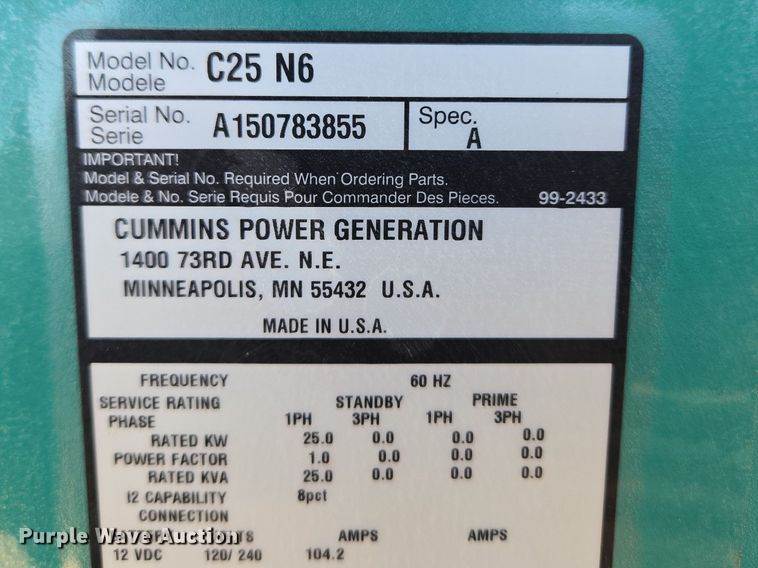 Model No. C25 N6
Modele
Serial No. A150783855 Spec.
Serie A
IMPORTANT!
Model & Serial No. Required When Ordering Parts.
Modele & No. Serie Requis Pour Commander Des Pieces. 99-2433
CUMMINS POWER GENERATION
1400 73RD AVE. N.E.
MINNEAPOLIS, MN 55432 U.S.A.
MADE IN U.S.A.
FREQUENCY 60 HZ
SERVICE RATING STANDBY PRIME
PHASE 1PH 3PH 1PH 3PH
RATED KW 25.0 0.0 0.0 0.0
POWER FACTOR 1.0 0.0 0.0 0.0
RATED KVA 25.0 0.0 0.0 0.0
I2 CAPABILITY 8pct
CONNECTION
AMPS AMPS
12 VDC 120/ 240 104.2
Purple Wave Auction